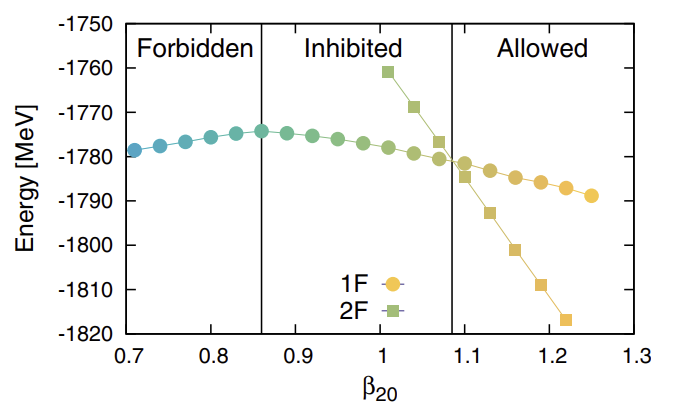 -1750
Forbidden Inhibited Allowed
-1760
-1770
-1780
-1790
-1800
-1810
-1820
Energy [MeV]
1F
2F
0.7 0.8 0.9 1 1.1 1.2 1.3
β20